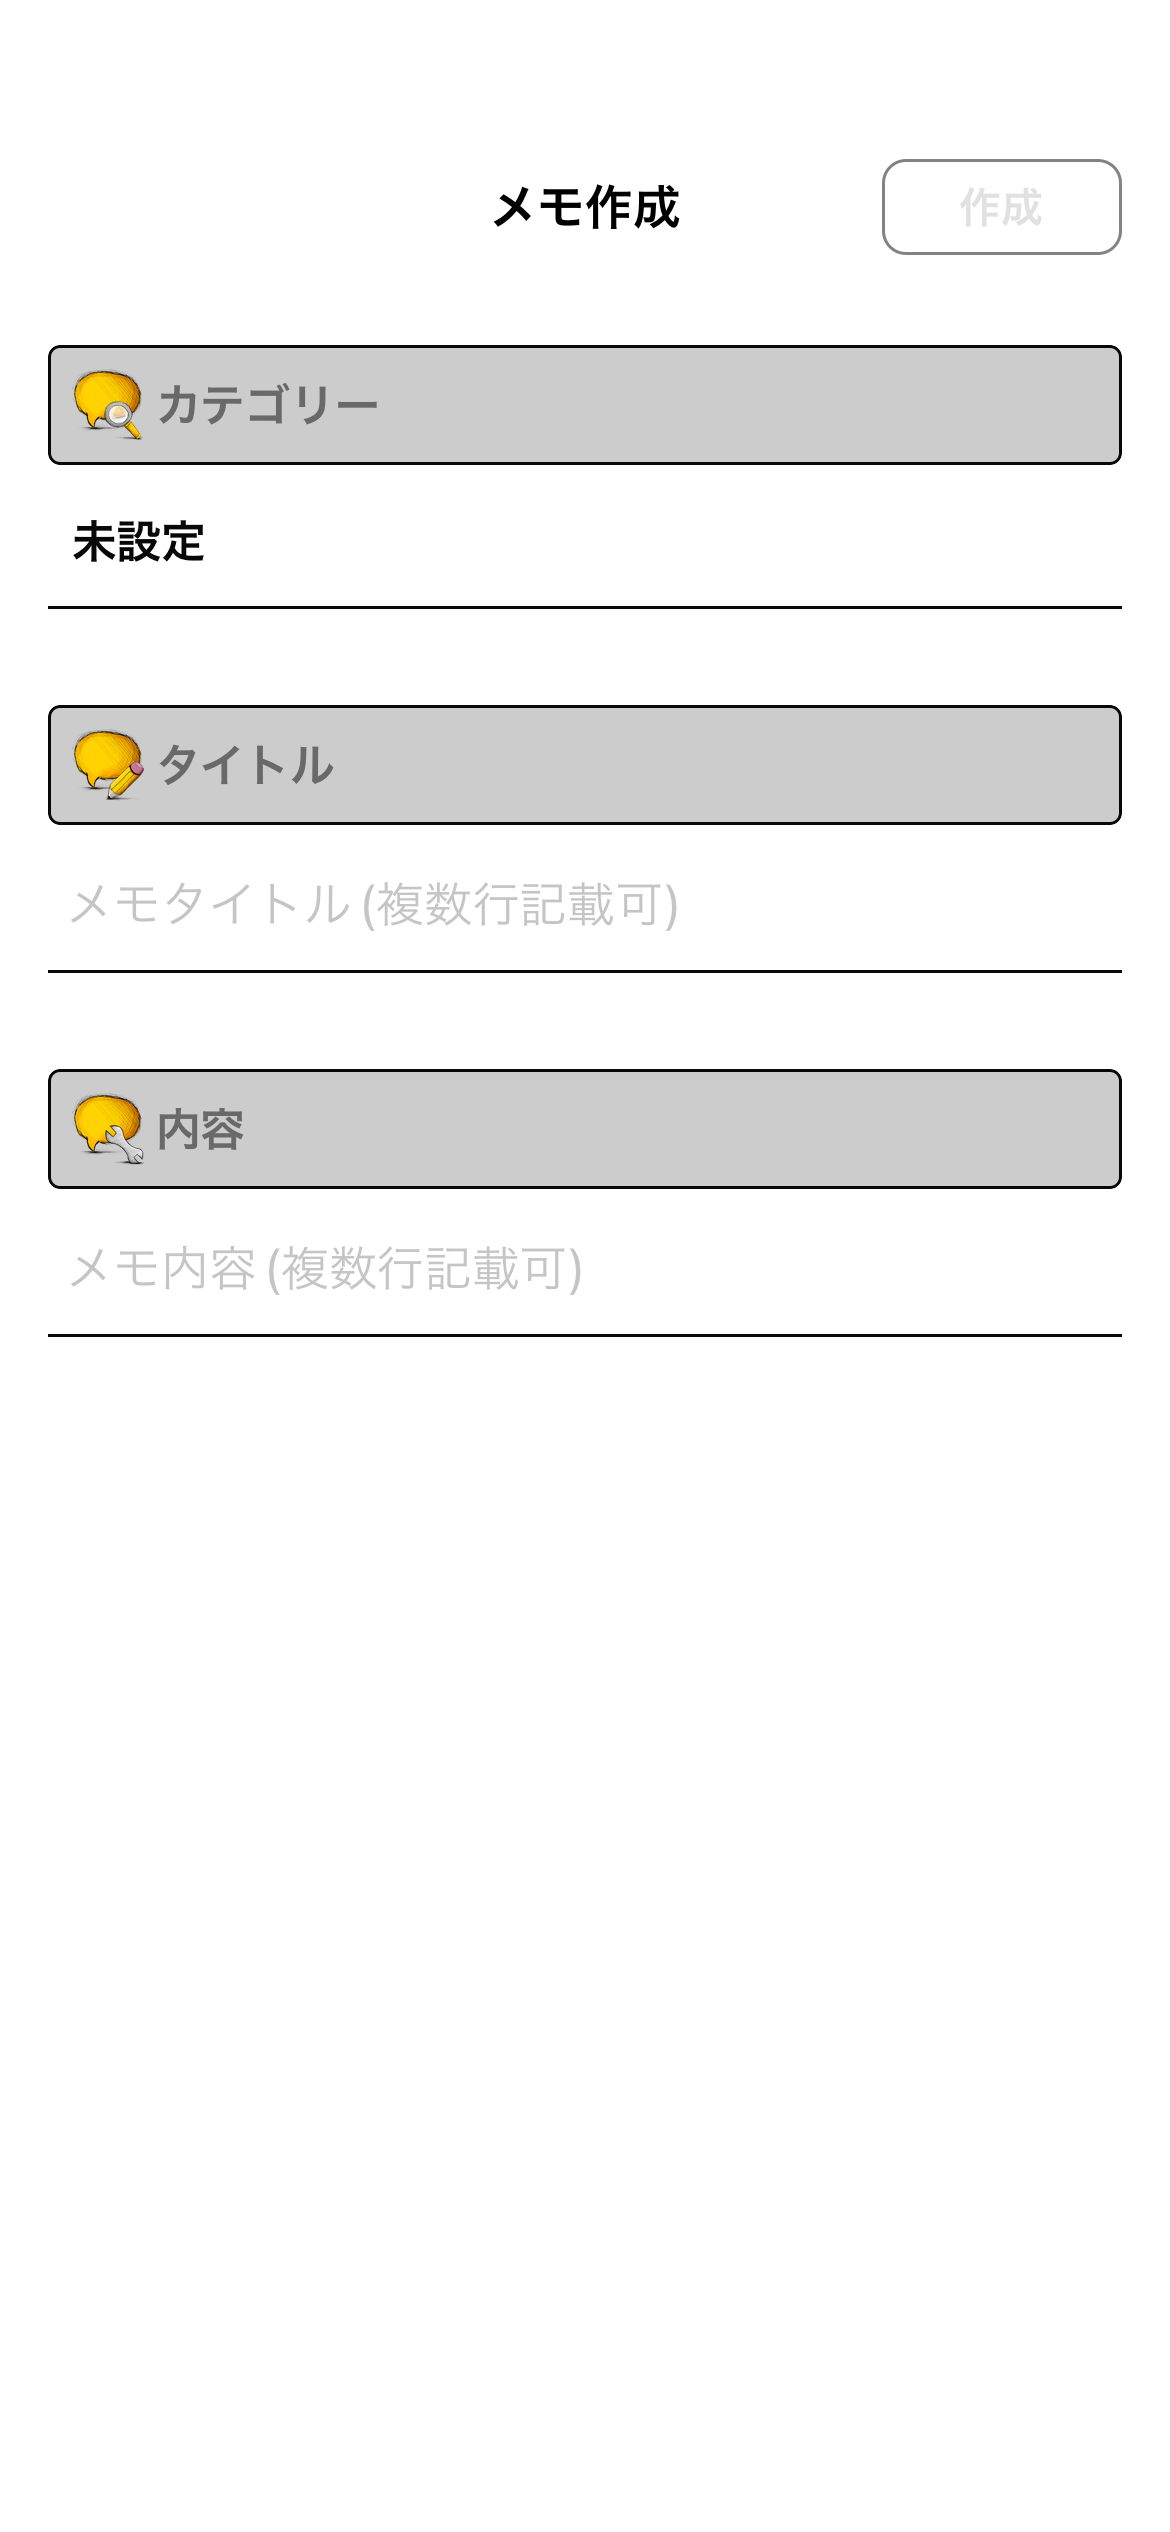 メモ作成
作成
カテゴリー
未設定
タイトル
メモタイトル (複数行記載可)
内容
メモ内容 (複数行記載可)